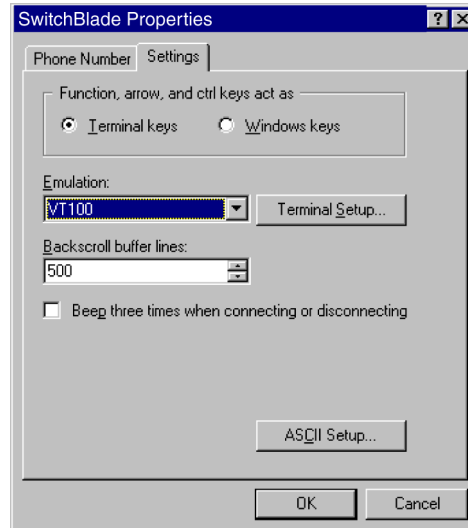 SwitchBlade Properties
Phone Number Settings
Function, arrow, and ctrl keys act as
Terminal keys Windows keys
Emulation:
VT100 Terminal Setup...
Backscroll buffer lines:
500
Beep three times when connecting or disconnecting
ASCII Setup...
OK Cancel